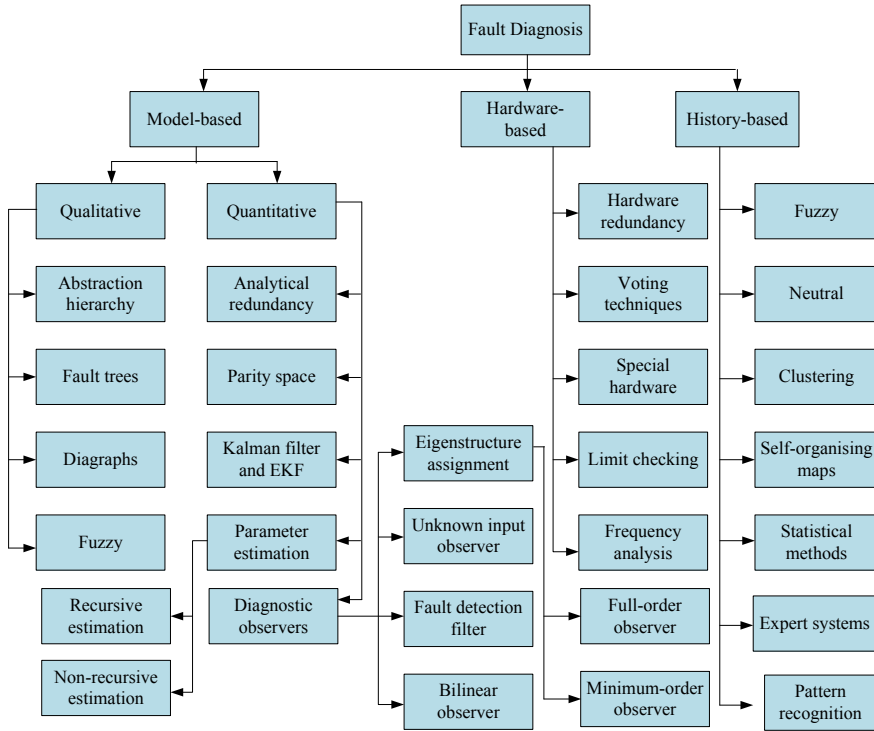 Fault Diagnosis
Model-based
Hardware-
based
History-based
Qualitative
Quantitative
Hardware
redundancy
Fuzzy
Abstraction
hierarchy
Analytical
redundancy
Voting
techniques
Neutral
Fault trees
Parity space
Special
hardware
Clustering
Diagraphs
Kalman filter
and EKF
Eigenstructure
assignment
Limit checking
Self-organising
maps
Fuzzy
Parameter
estimation
Unknown input
observer
Frequency
analysis
Statistical
methods
Recursive
estimation
Diagnostic
observers
Fault detection
filter
Full-order
observer
Expert systems
Non-recursive
estimation
Bilinear
observer
Minimum-order
observer
Pattern
recognition